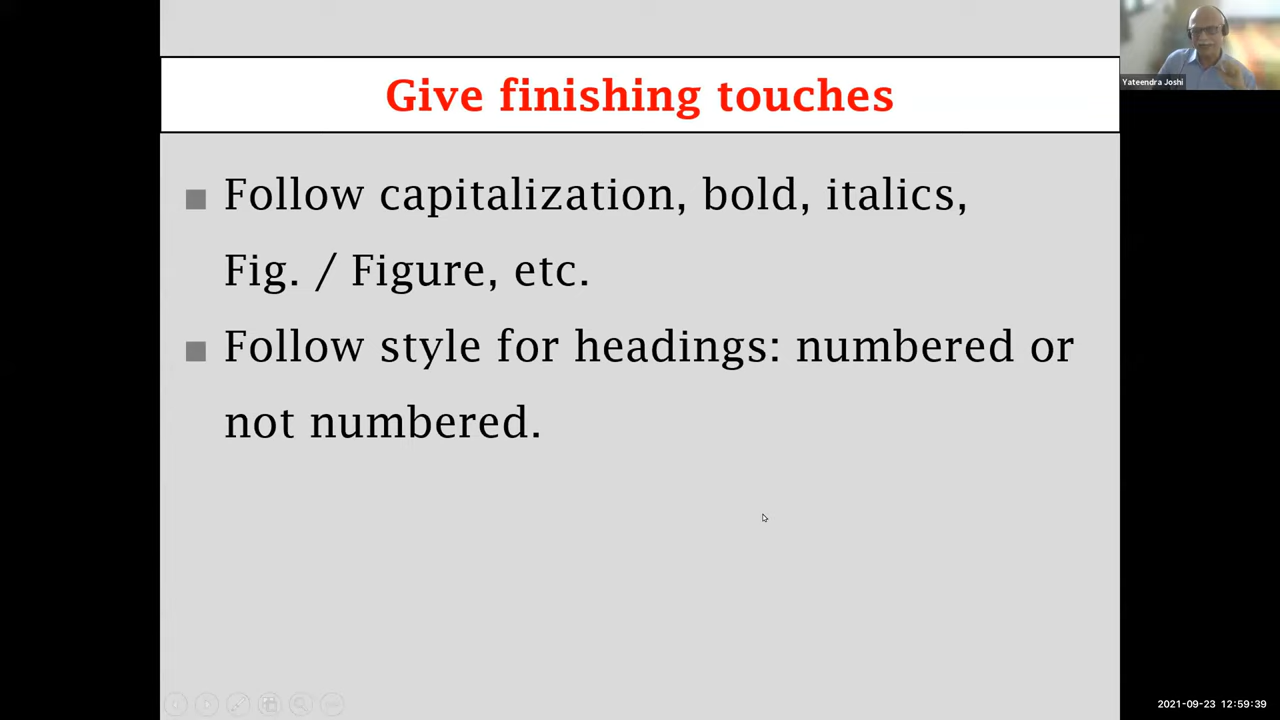 Give finishing touches
Follow capitalization, bold, italics,
Fig. / Figure, etc.
Follow style for headings: numbered or
not numbered.
Yateendra Joshi
2021-09-23 12:59:39